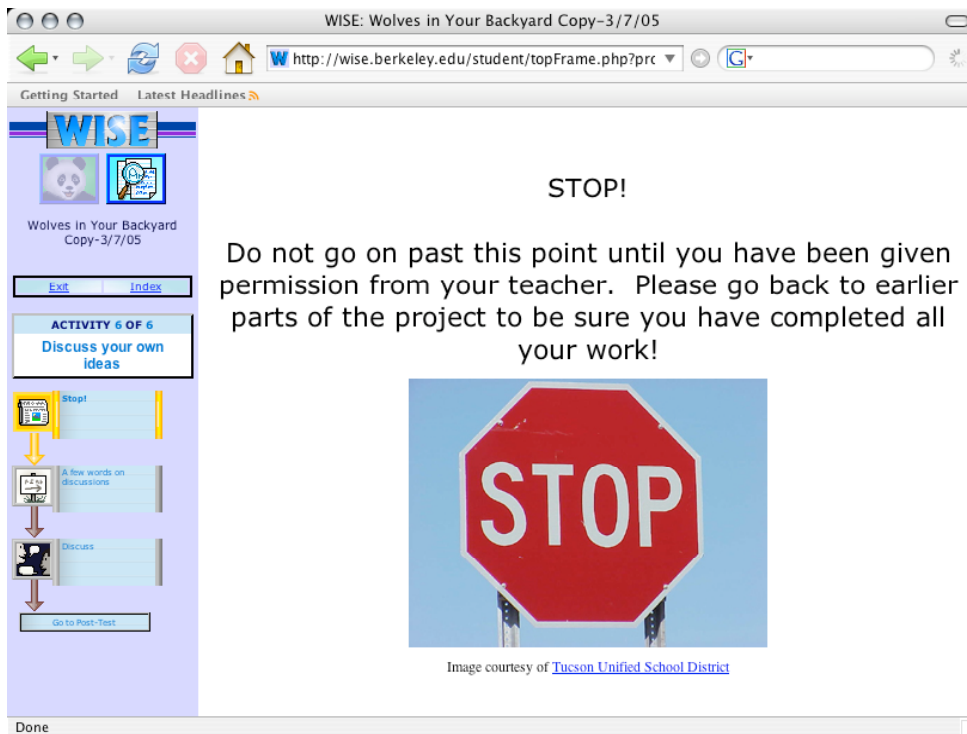 WISE: Wolves in Your Backyard Copy-3/7/05
W http://wise.berkeley.edu/student/topFrame.php?prc
G
Getting Started Latest Headlines
WISE
Wolves in Your Backyard
Copy-3/7/05
Exit Index
ACTIVITY 6 OF 6
Discuss your own
ideas
Stop!
A few words on
discussions
Discuss
Go to Post-Test
STOP!
Do not go on past this point until you have been given
permission from your teacher. Please go back to earlier
parts of the project to be sure you have completed all
your work!
STOP
Image courtesy of Tucson Unified School District
Done